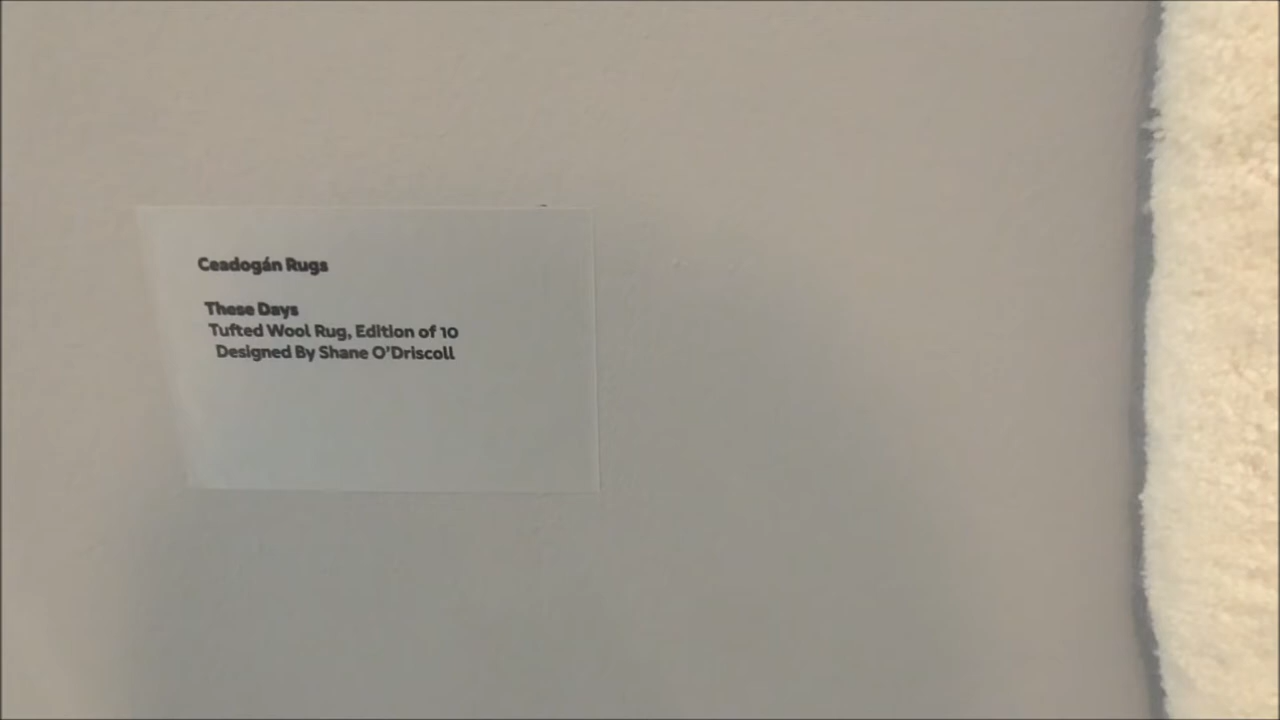 Ceadogán Rugs
These Days
Tufted Wool Rug, Edition of 10
Designed By Shane O'Driscoll